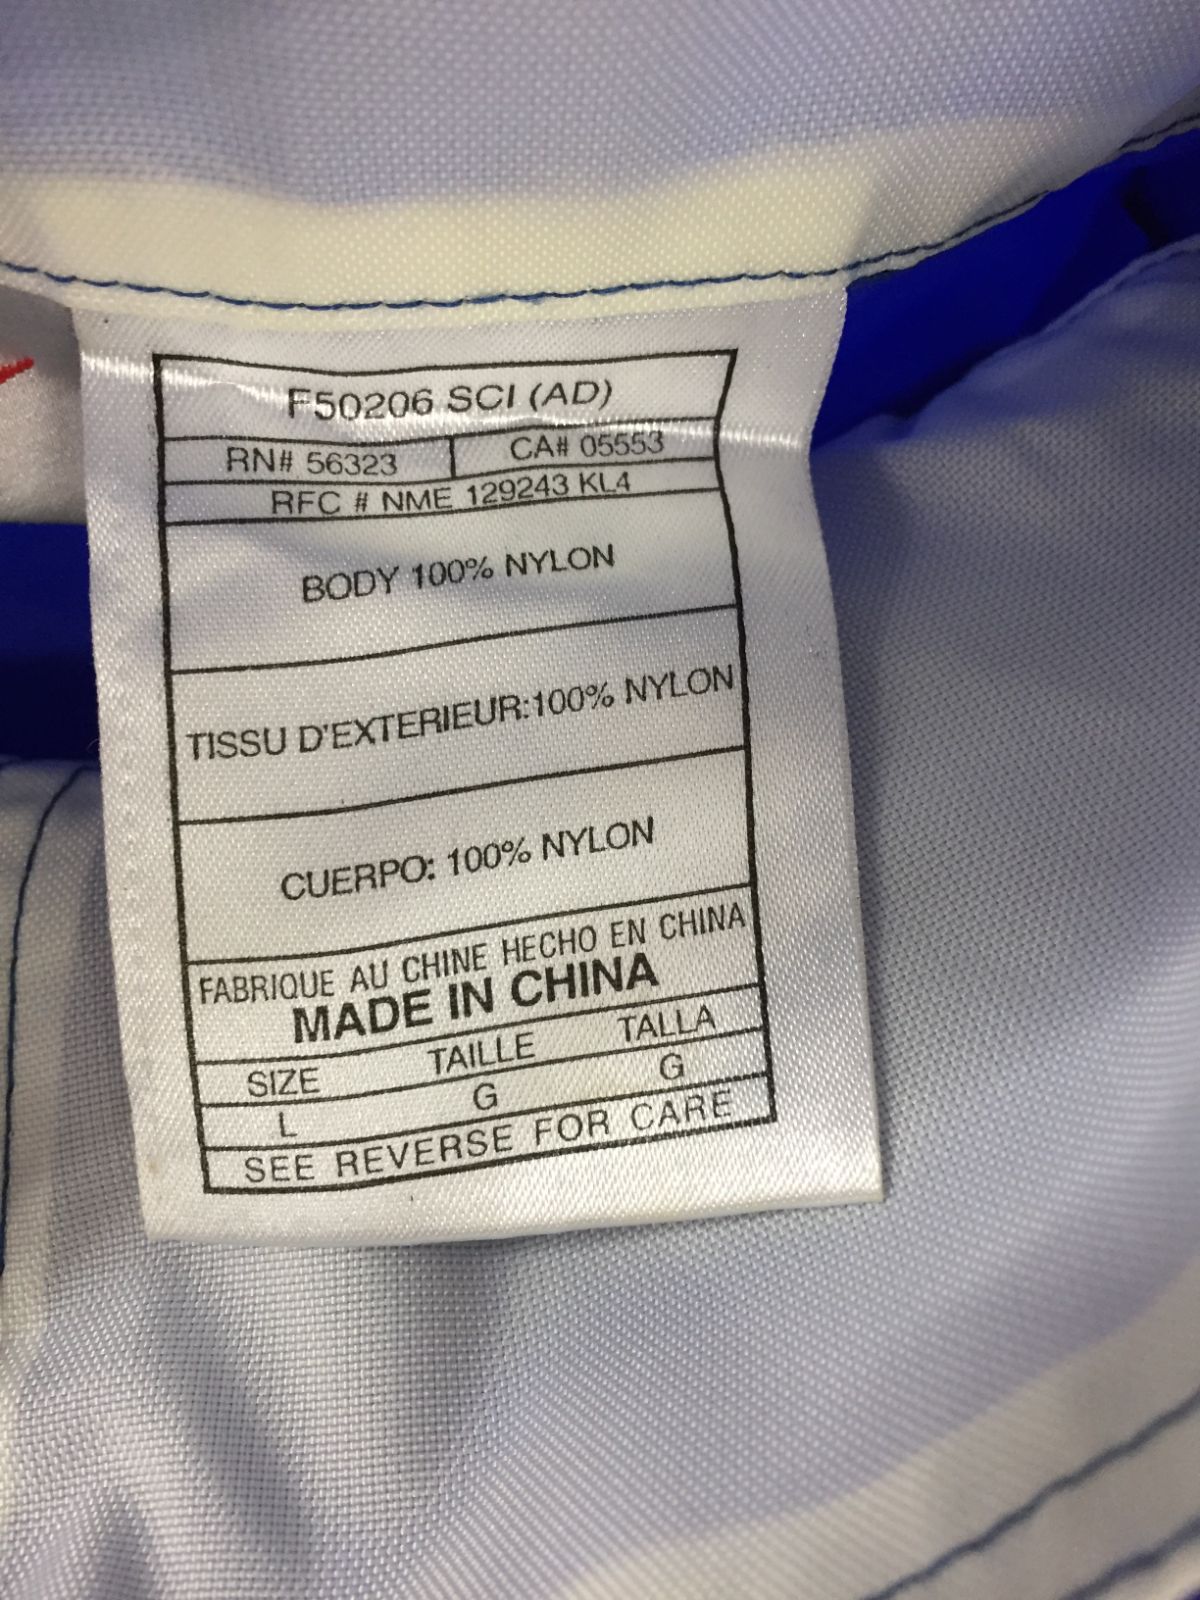 F50206 SCI (AD)
RN# 56323 CA# 05553
RFC # NME 129243 KL4
BODY 100% NYLON
TISSU D'EXTERIEUR:100% NYLON
CUERPO: 100% NYLON
FABRIQUE AU CHINE HECHO EN CHINA
MADE IN CHINA
SIZE TAILLE TALLA
L G G
SEE REVERSE FOR CARE